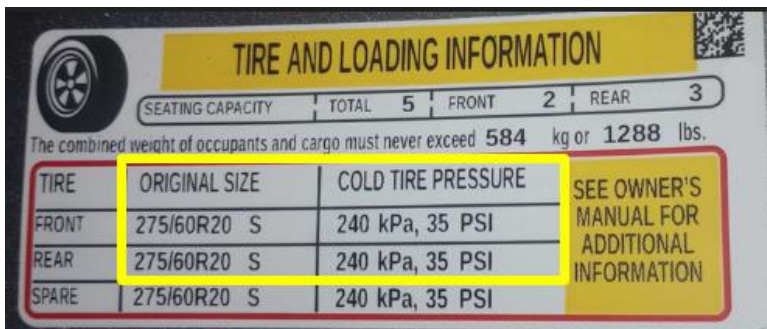 TIRE AND LOADING INFORMATION
SEATING CAPACITY TOTAL 5 FRONT 2 REAR 3
The combined weight of occupants and cargo must never exceed 584 kg or 1288 lbs.
TIRE ORIGINAL SIZE COLD TIRE PRESSURE
FRONT 275/60R20 S 240 kPa, 35 PSI
REAR 275/60R20 S 240 kPa, 35 PSI
SPARE 275/60R20 S 240 kPa, 35 PSI
SEE OWNER'S
MANUAL FOR
ADDITIONAL
INFORMATION